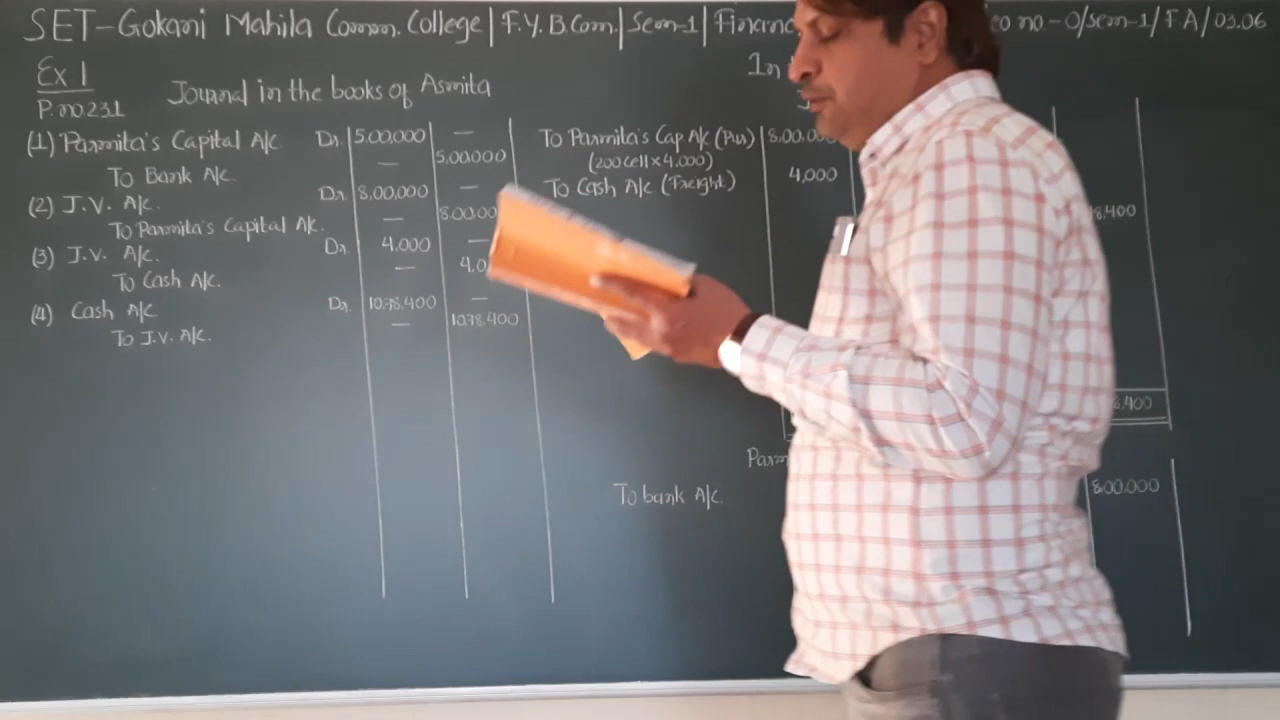 SET-Gokani Mahila Comm. College | F.Y.B.Com. | Sem-1 | Financ
eo no.-0/sem-1/F.A/03.06
Ex 1
P.no 231
Journal in the books of Asmita
In
(1) Parmita's Capital A/c. Dr. 5,00,000 —
To Bank A/c. — 5,00,000
(2) J.V. A/c. Dr. 8,00,000 —
To Parmita's Capital A/c. — 8,00,00
(3) J.V. A/c. Dr. 4,000 —
To Cash A/c. — 4,0
(4) Cash A/c Dr. 10,78,400 —
To J.V. A/c. — 10,78,400
To Parmita's Cap A/c (Pur) 8,00,00
(200 cell x 4,000)
To Cash A/c (Freight) 4,000
8,400
8,400
Parm
To bank A/c. 8,00,000